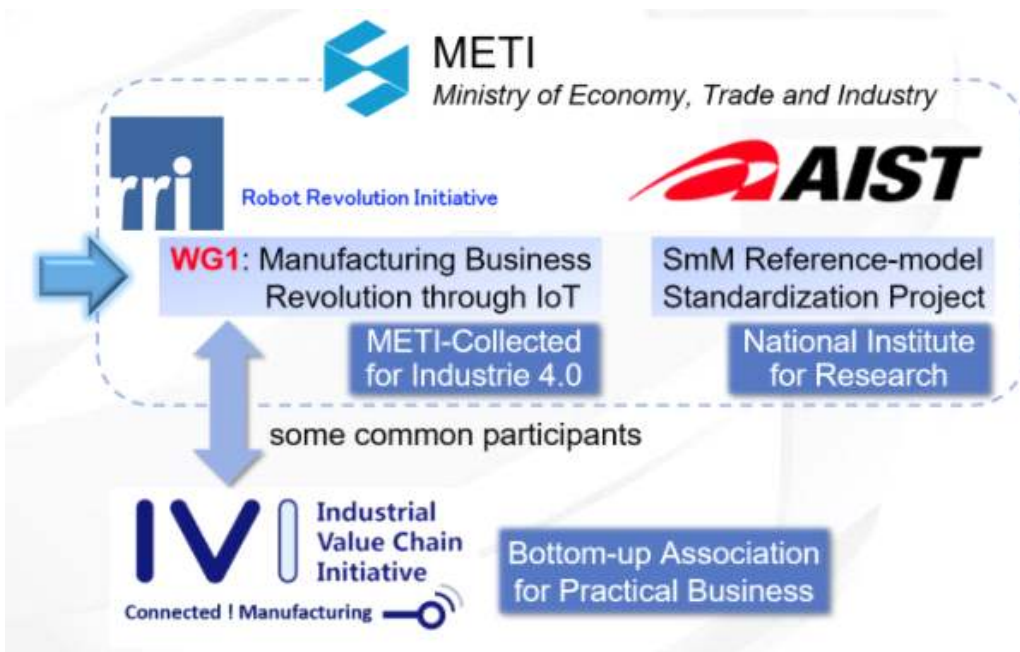 METI
Ministry of Economy, Trade and Industry
rri
Robot Revolution Initiative
AIST
WG1: Manufacturing Business
Revolution through IoT
SmM Reference-model
Standardization Project
METI-Collected
for Industrie 4.0
National Institute
for Research
some common participants
IVI
Industrial
Value Chain
Initiative
Connected ! Manufacturing
Bottom-up Association
for Practical Business